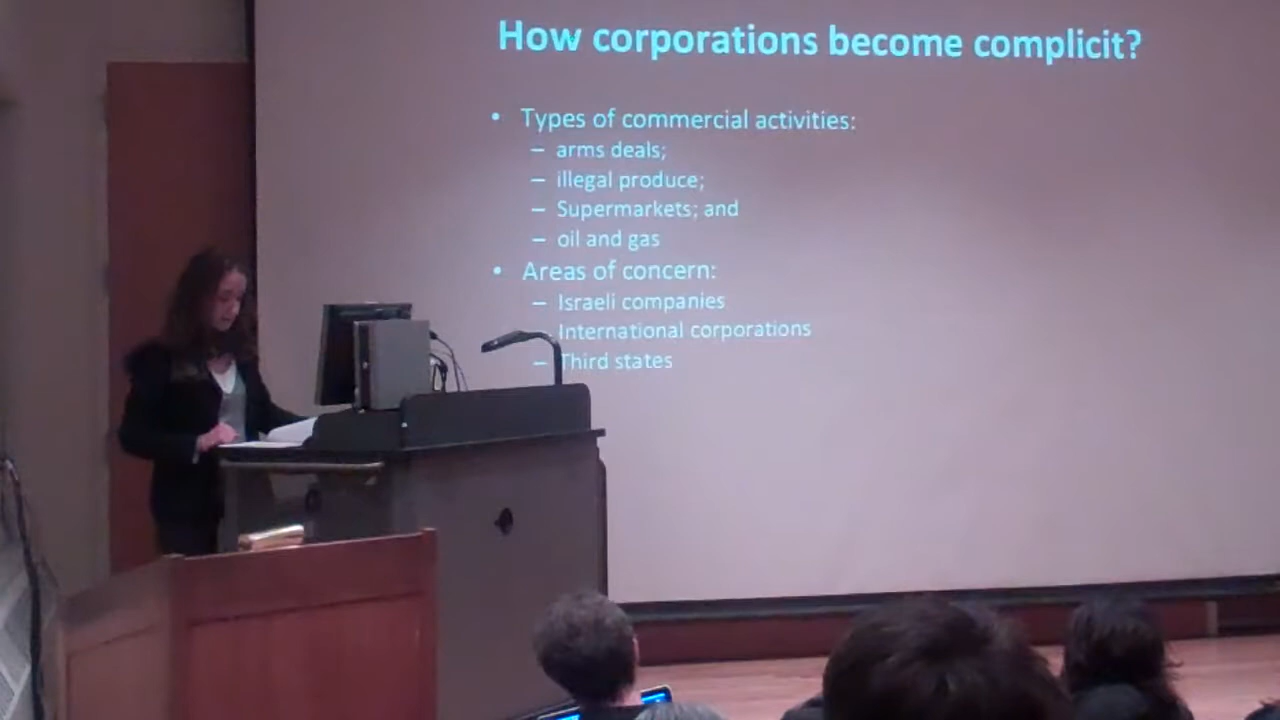 How corporations become complicit?
• Types of commercial activities:
– arms deals;
– illegal produce;
– Supermarkets; and
– oil and gas
• Areas of concern:
– Israeli companies
– International corporations
– Third states